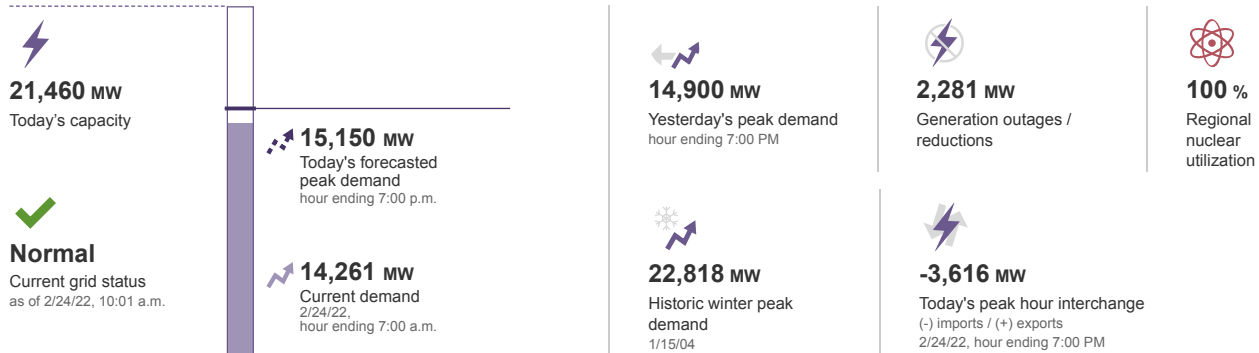 21,460 MW
Today's capacity
Normal
Current grid status
as of 2/24/22, 10:01 a.m.
15,150 MW
Today's forecasted
peak demand
hour ending 7:00 p.m.
14,261 MW
Current demand
2/24/22,
hour ending 7:00 a.m.
14,900 MW
Yesterday's peak demand
hour ending 7:00 PM
2,281 MW
Generation outages /
reductions
100 %
Regional
nuclear
utilization
22,818 MW
Historic winter peak
demand
1/15/04
-3,616 MW
Today's peak hour interchange
(-) imports / (+) exports
2/24/22, hour ending 7:00 PM